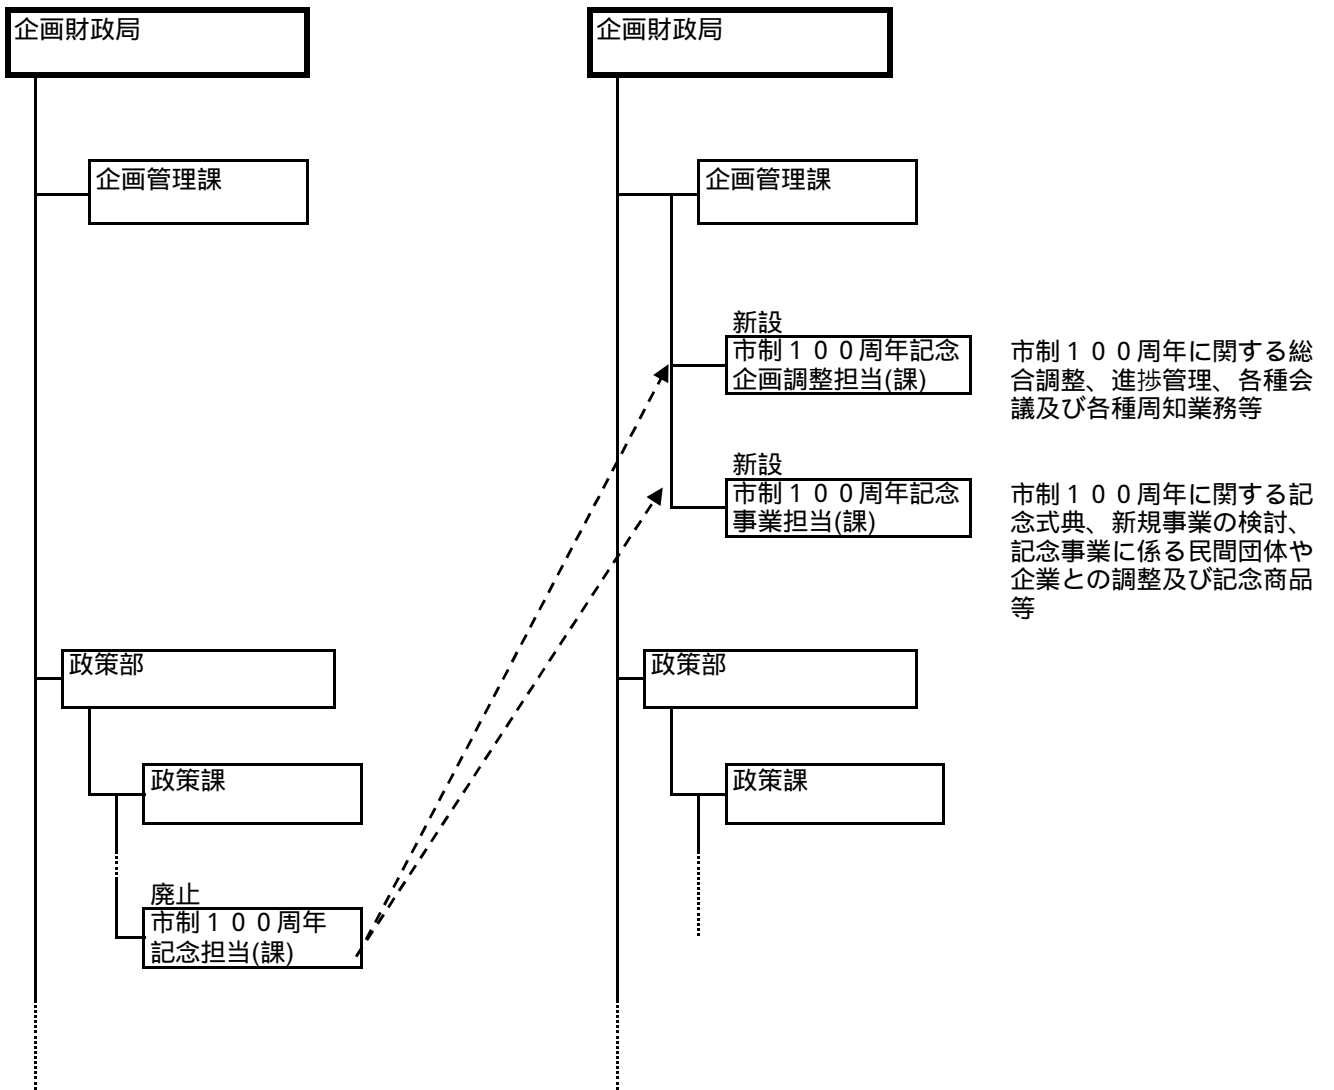 企画財政局
企画管理課
政策部
政策課
廃止
市制１００周年
記念担当(課)
企画財政局
企画管理課
新設
市制１００周年記念
企画調整担当(課)
市制１００周年に関する総
合調整、進捗管理、各種会
議及び各種周知業務等
新設
市制１００周年記念
事業担当(課)
市制１００周年に関する記
念式典、新規事業の検討、
記念事業に係る民間団体や
企業との調整及び記念商品
等
政策部
政策課